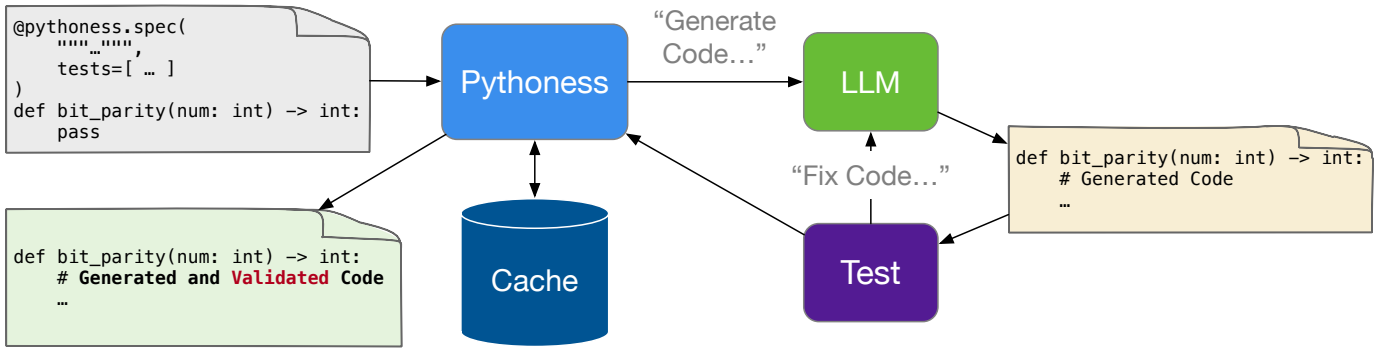 @pythoness.spec(
    """…""",
    tests=[ … ]
)
def bit_parity(num: int) –> int:
    pass
Pythoness
“Generate
Code…”
LLM
def bit_parity(num: int) –> int:
    # Generated Code
    …
“Fix Code…”
Test
Cache
def bit_parity(num: int) –> int:
    # Generated and Validated Code
    …